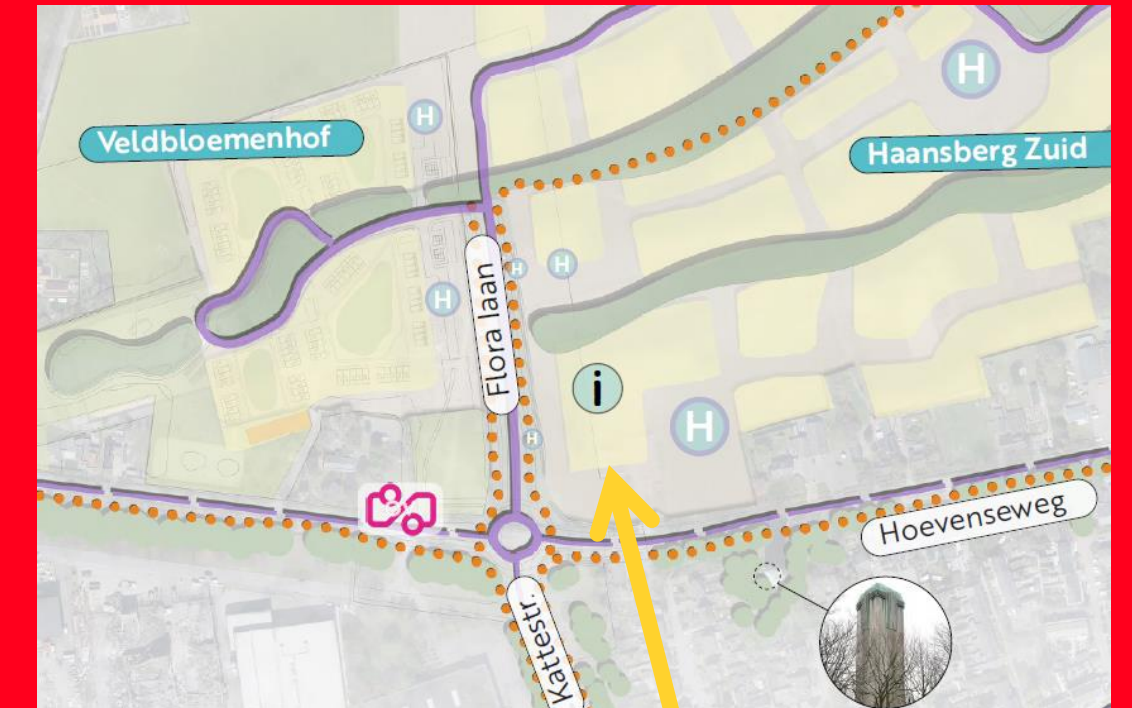 H
H
Veldbloemenhof
Haansberg Zuid
H
H
H
Flora laan
i
H
H
Hoevenseweg
Kattestr.